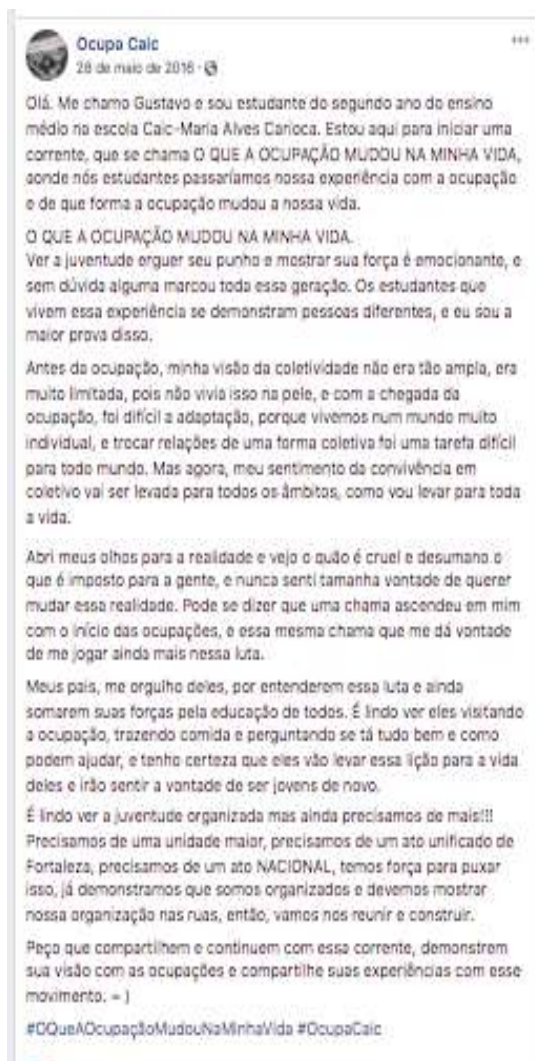 Ocupa Caic
28 de maio de 2016 ·
Olá. Me chamo Gustavo e sou estudante do segundo ano do ensino
médio na escola Caic-Maria Alves Carioca. Estou aqui para iniciar uma
corrente, que se chama O QUE A OCUPAÇÃO MUDOU NA MINHA VIDA,
aonde nós estudantes passaríamos nossa experiência com a ocupação
e de que forma a ocupação mudou a nossa vida.
O QUE A OCUPAÇÃO MUDOU NA MINHA VIDA.
Ver a juventude erguer seu punho e mostrar sua força é emocionante, e
sem dúvida alguma marcou toda essa geração. Os estudantes que
vivem essa experiência se demonstram pessoas diferentes, e eu sou a
maior prova disso.
Antes da ocupação, minha visão da coletividade não era tão ampla, era
muito limitada, pois não vivia isso na pele, e com a chegada da
ocupação, foi difícil a adaptação, porque vivemos num mundo muito
individual, e trocar relações de uma forma coletiva foi uma tarefa difícil
para todo mundo. Mas agora, meu sentimento da convivência em
coletivo vai ser levada para todos os âmbitos, como vou levar para toda
a vida.
Abri meus olhos para a realidade e vejo o quão é cruel e desumano o
que é imposto para a gente, e nunca senti tamanha vontade de querer
mudar essa realidade. Pode se dizer que uma chama ascendeu em mim
com o início das ocupações, e essa mesma chama que me dá vontade
de me jogar ainda mais nessa luta.
Meus pais, me orgulho deles, por entenderem essa luta e ainda
somarem suas forças pela educação de todos. É lindo ver eles visitando
a ocupação, trazendo comida e perguntando se tá tudo bem e como
podem ajudar, e tenho certeza que eles vão levar essa lição para a vida
deles e irão sentir a vontade de ser jovens de novo.
É lindo ver a juventude organizada mas ainda precisamos de mais!!!
Precisamos de uma unidade maior, precisamos de um ato unificado de
Fortaleza, precisamos de um ato NACIONAL, temos força para puxar
isso, já demonstramos que somos organizados e devemos mostrar
nossa organização nas ruas, então, vamos nos reunir e construir.
Peço que compartilhem e continuem com essa corrente, demonstrem
sua visão com as ocupações e compartilhe suas experiências com esse
movimento. = )
#OQueAOcupaçãoMudouNaMinhaVida #OcupaCaic